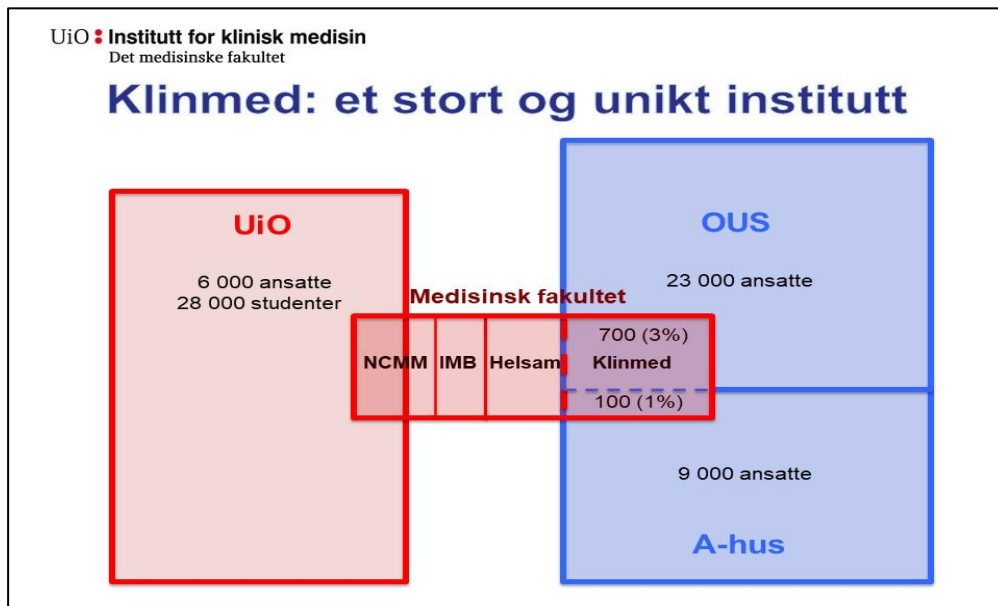 UiO : Institutt for klinisk medisin
Det medisinske fakultet
Klinmed: et stort og unikt institutt
UiO
6 000 ansatte
28 000 studenter
OUS
23 000 ansatte
Medisinsk fakultet
NCMM
IMB
Helsam
700 (3%)
Klinmed
100 (1%)
9 000 ansatte
A-hus